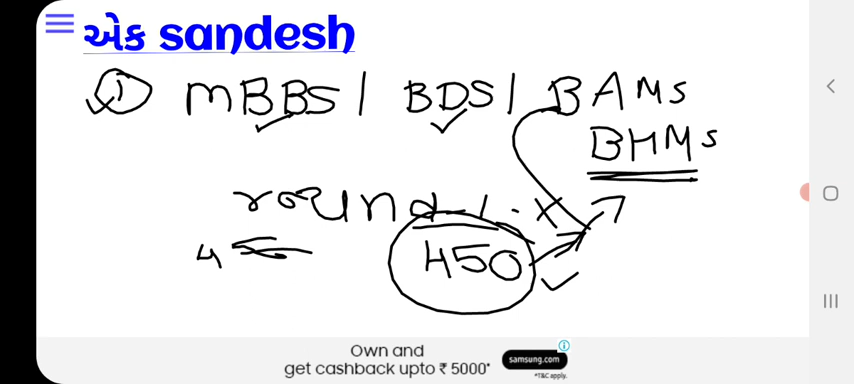 એક sandesh
① MBBS | BDS | BAMS
BHMS
round-1.
450
Own and
get cashback upto ₹ 5000*
samsung.com
*T&C apply.